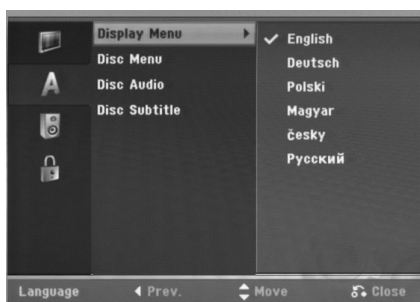 Display Menu
Disc Menu
Disc Audio
Disc Subtitle
English
Deutsch
Polski
Magyar
česky
Русский
Language
Prev.
Move
Close